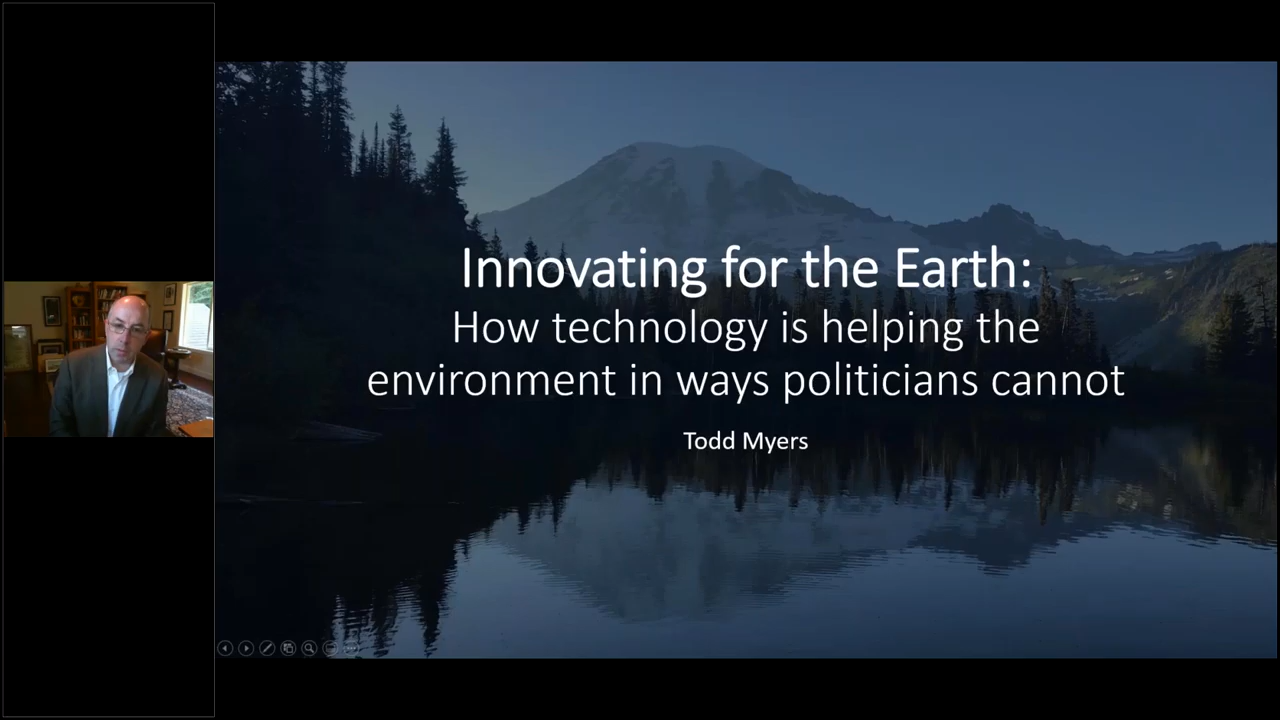 Innovating for the Earth:
How technology is helping the
environment in ways politicians cannot
Todd Myers